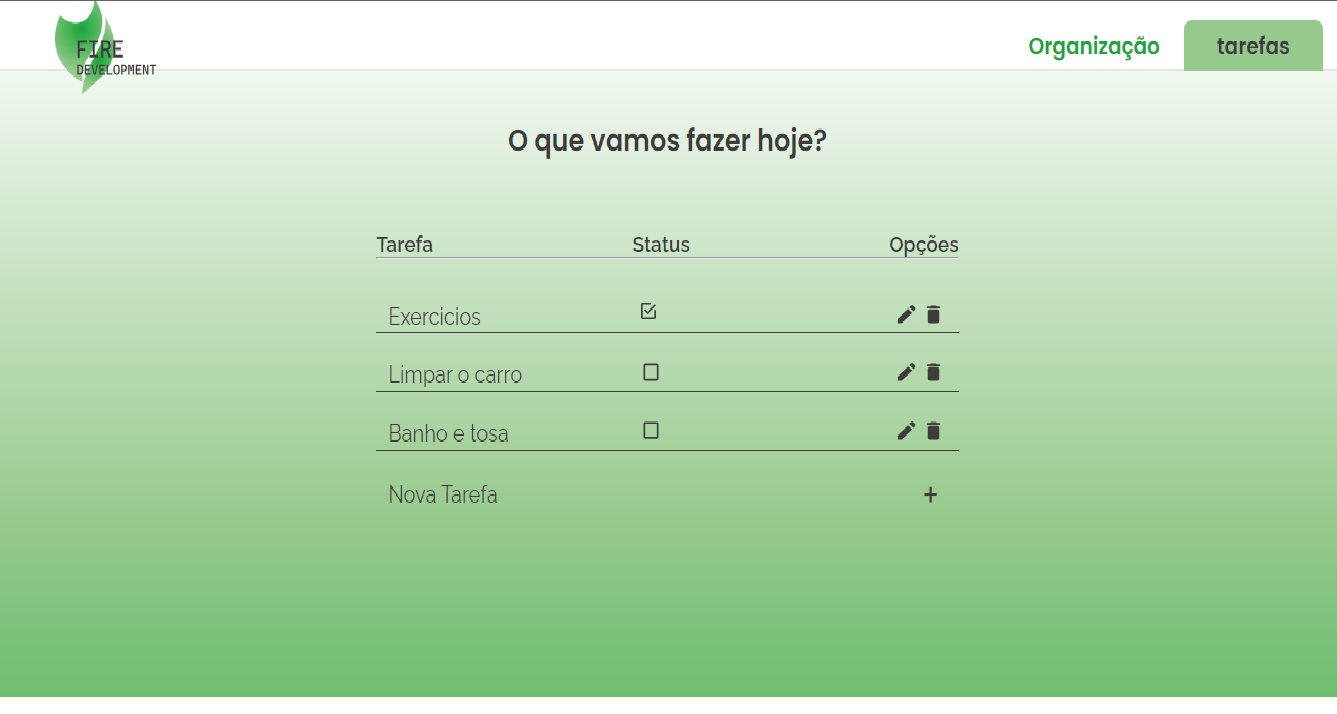 FIRE
DEVELOPMENT
Organização tarefas
O que vamos fazer hoje?
Tarefa Status Opções
Exercicios
Limpar o carro
Banho e tosa
Nova Tarefa +